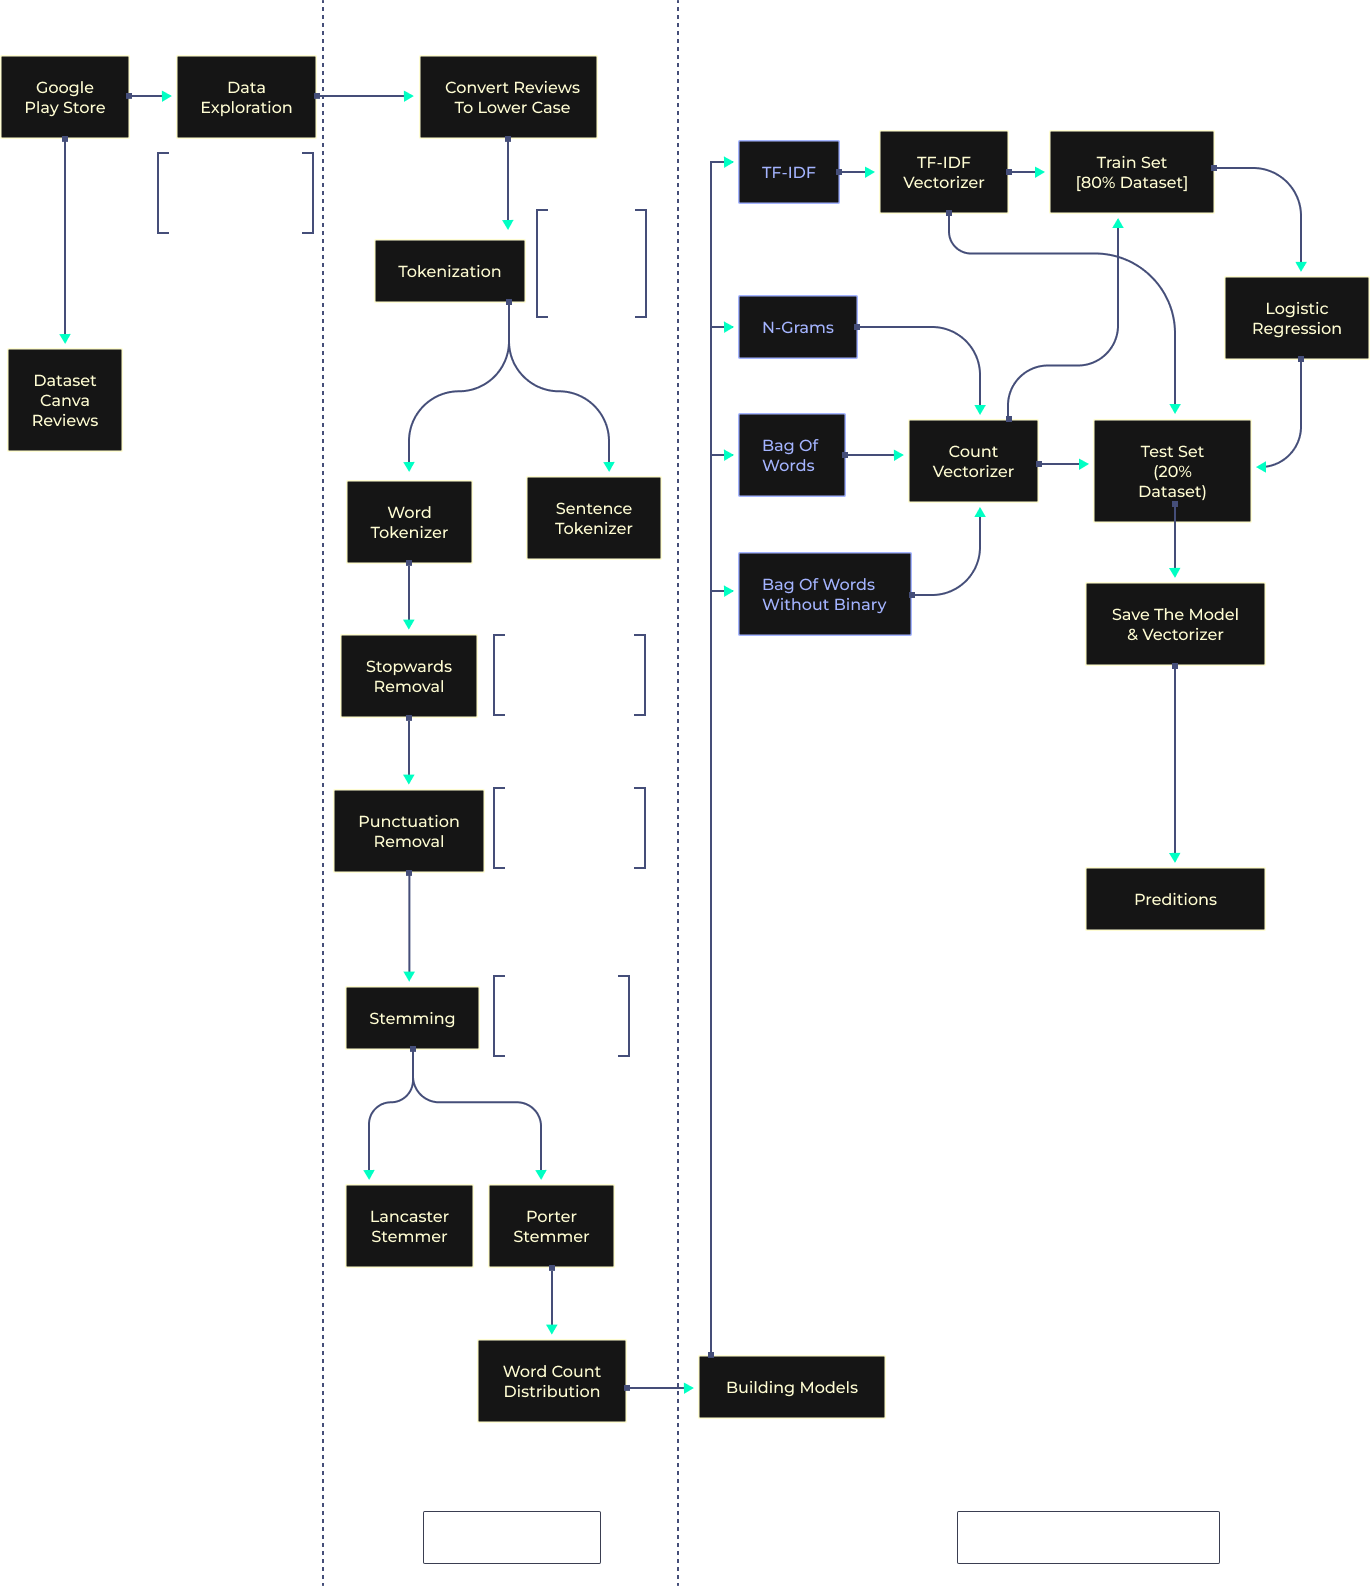 Google
Play Store
Data
Exploration
Dataset
Canva
Reviews
Convert Reviews
To Lower Case
Tokenization
Word
Tokenizer
Sentence
Tokenizer
Stopwards
Removal
Punctuation
Removal
Stemming
Lancaster
Stemmer
Porter
Stemmer
Word Count
Distribution
Building Models
TF-IDF
TF-IDF
Vectorizer
Train Set
[80% Dataset]
N-Grams
Logistic
Regression
Bag Of
Words
Count
Vectorizer
Test Set
(20%
Dataset)
Bag Of Words
Without Binary
Save The Model
& Vectorizer
Preditions